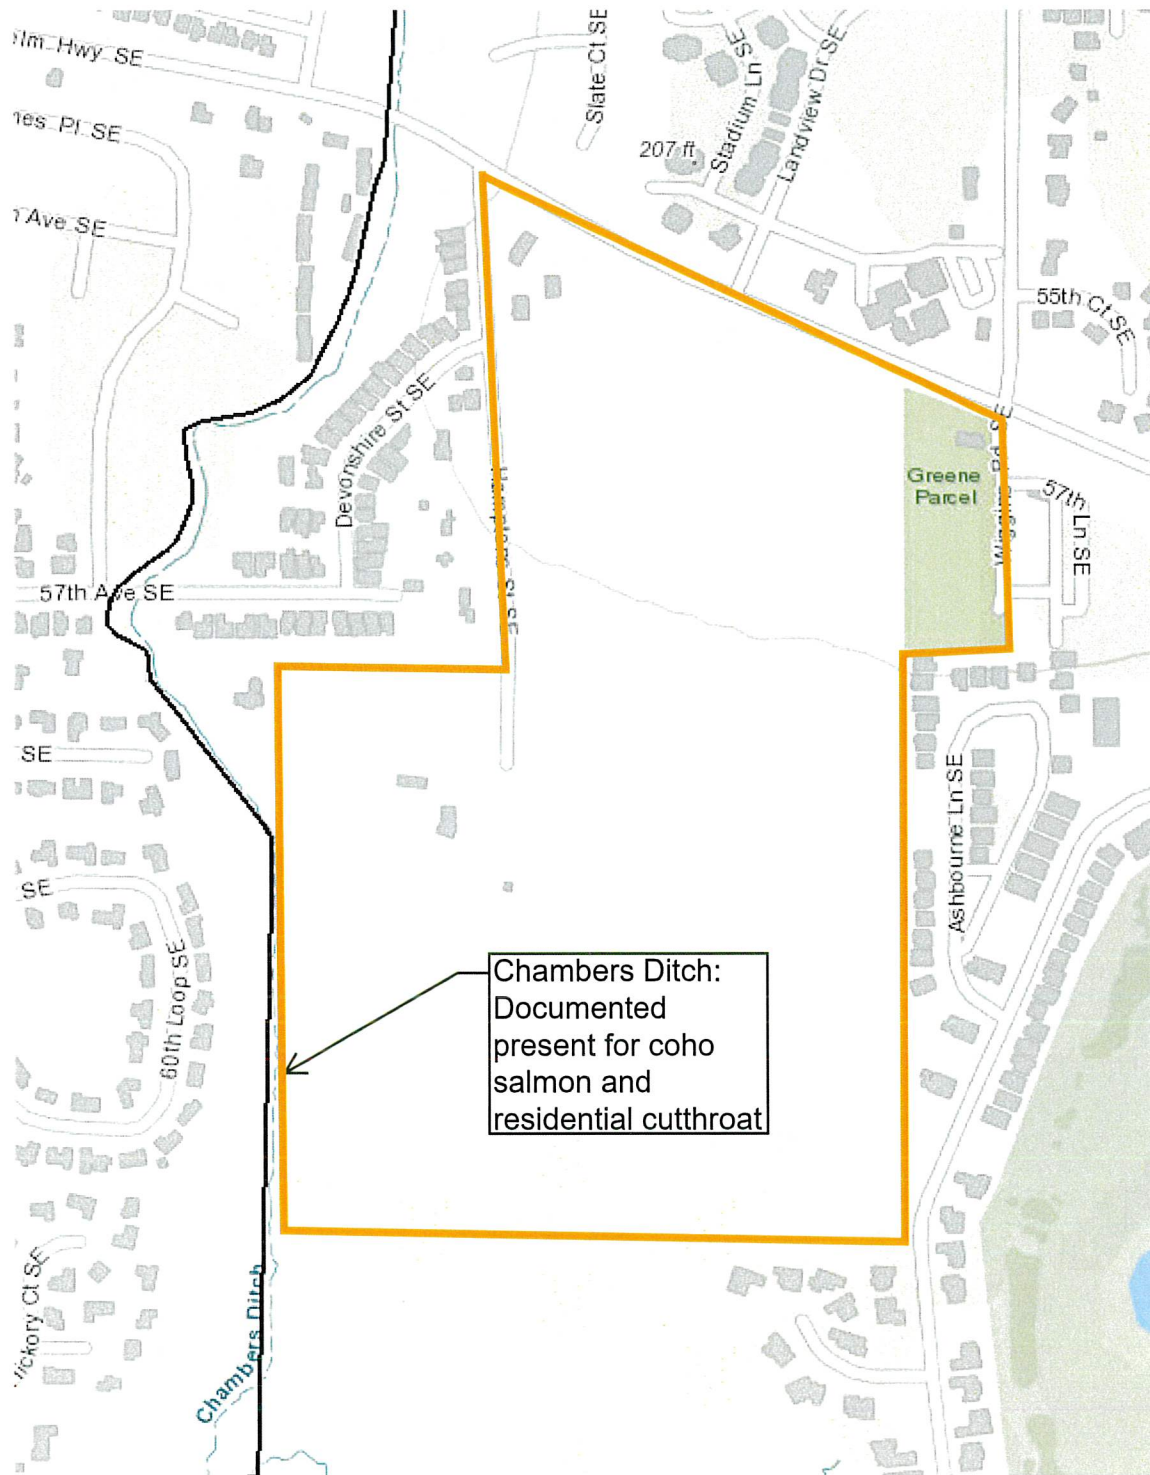 Slate Ct SE
Stadium Ln SE
Landview Dr SE
Hwy SE
Pl SE
207 ft
Ave SE
55th Ct SE
Devonshire St SE
Greene
Parcel
57th
Ln SE
57th Ave SE
SE
Ashbourne Ln SE
SE
60th Loop SE
Chambers Ditch:
Documented
present for coho
salmon and
residential cutthroat
Ct SE
Chambers Ditch